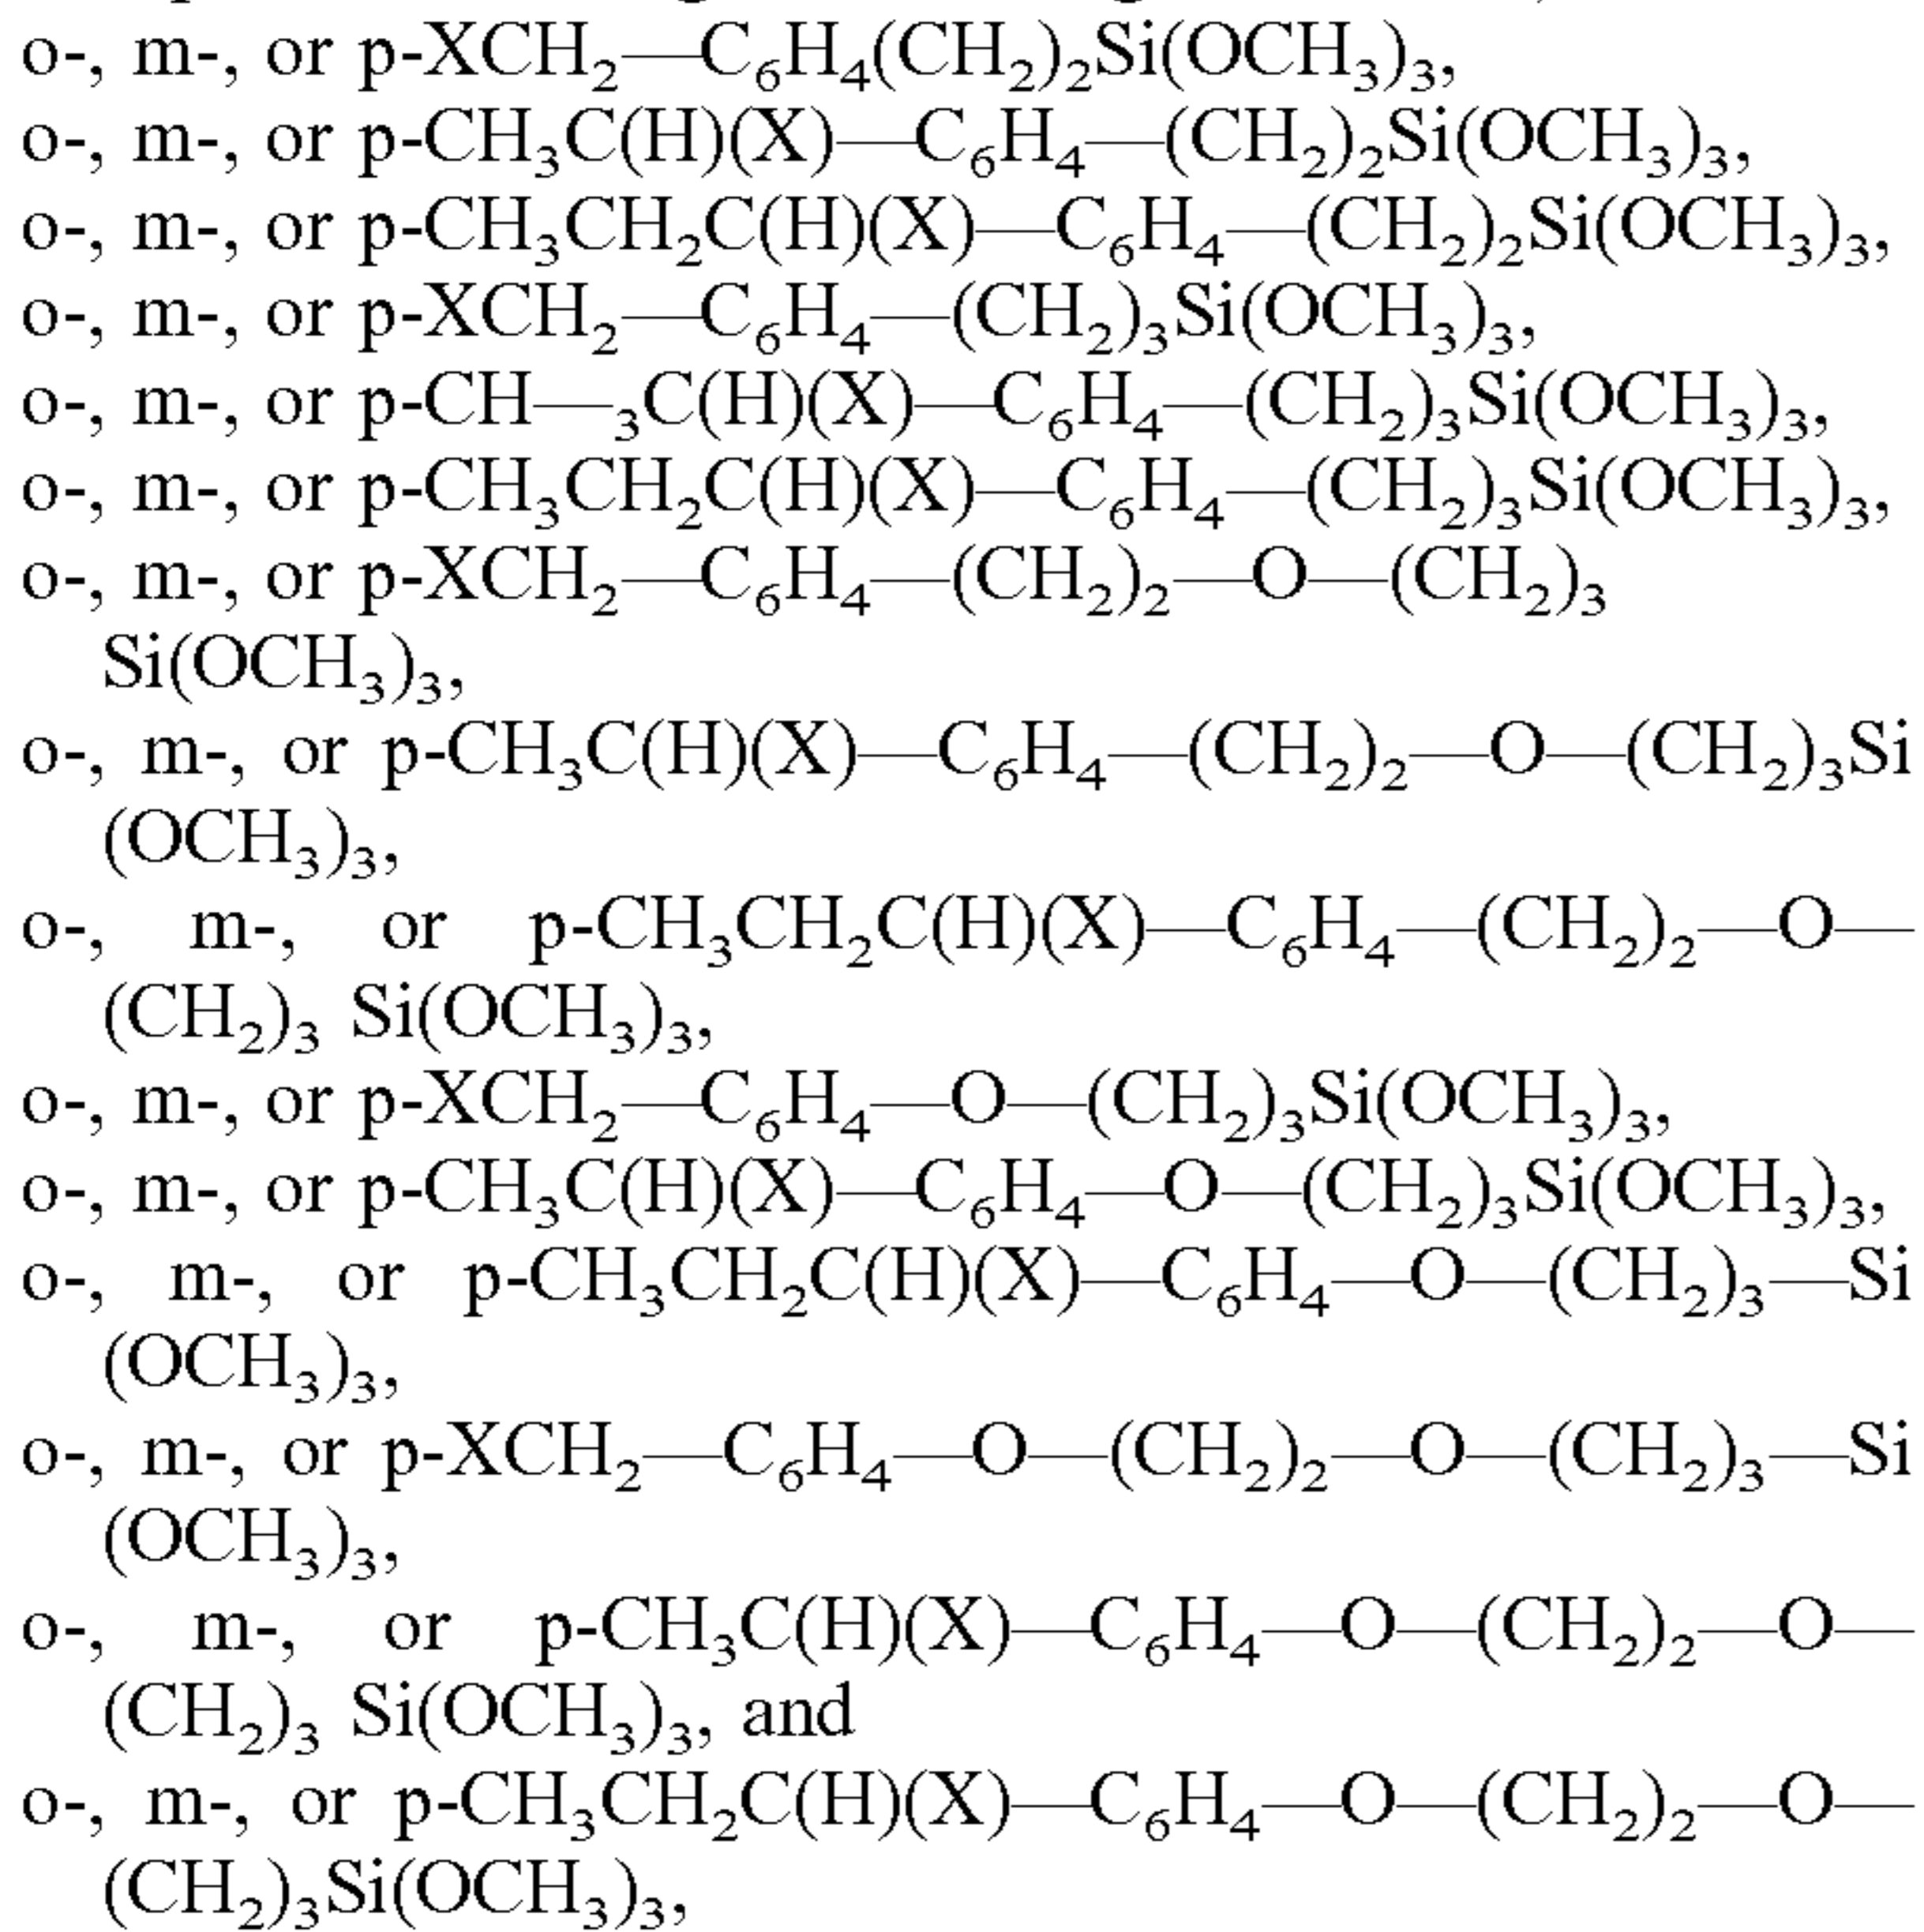 o-, m-, or p-XCH₂—C₆H₄(CH₂)₂Si(OCH₃)₃,
o-, m-, or p-CH₃C(H)(X)—C₆H₄—(CH₂)₂Si(OCH₃)₃,
o-, m-, or p-CH₃CH₂C(H)(X)—C₆H₄—(CH₂)₂Si(OCH₃)₃,
o-, m-, or p-XCH₂—C₆H₄—(CH₂)₃Si(OCH₃)₃,
o-, m-, or p-CH—₃C(H)(X)—C₆H₄—(CH₂)₃Si(OCH₃)₃,
o-, m-, or p-CH₃CH₂C(H)(X)—C₆H₄—(CH₂)₃Si(OCH₃)₃,
o-, m-, or p-XCH₂—C₆H₄—(CH₂)₂—O—(CH₂)₃
Si(OCH₃)₃,
o-, m-, or p-CH₃C(H)(X)—C₆H₄—(CH₂)₂—O—(CH₂)₃Si
(OCH₃)₃,
o-, m-, or p-CH₃CH₂C(H)(X)—C₆H₄—(CH₂)₂—O—
(CH₂)₃ Si(OCH₃)₃,
o-, m-, or p-XCH₂—C₆H₄—O—(CH₂)₃Si(OCH₃)₃,
o-, m-, or p-CH₃C(H)(X)—C₆H₄—O—(CH₂)₃Si(OCH₃)₃,
o-, m-, or p-CH₃CH₂C(H)(X)—C₆H₄—O—(CH₂)₃—Si
(OCH₃)₃,
o-, m-, or p-XCH₂—C₆H₄—O—(CH₂)₂—O—(CH₂)₃—Si
(OCH₃)₃,
o-, m-, or p-CH₃C(H)(X)—C₆H₄—O—(CH₂)₂—O—
(CH₂)₃ Si(OCH₃)₃, and
o-, m-, or p-CH₃CH₂C(H)(X)—C₆H₄—O—(CH₂)₂—O—
(CH₂)₃Si(OCH₃)₃,